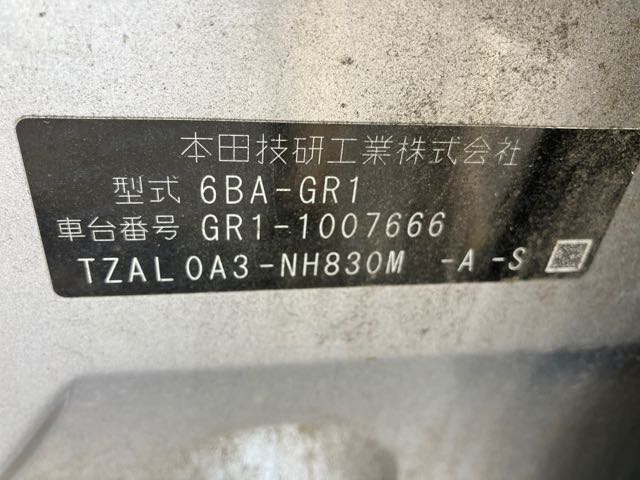 本田技研工業株式会社
型式 6BA-GR1
車台番号 GR1-1007666
TZAL0A3-NH830M -A -S